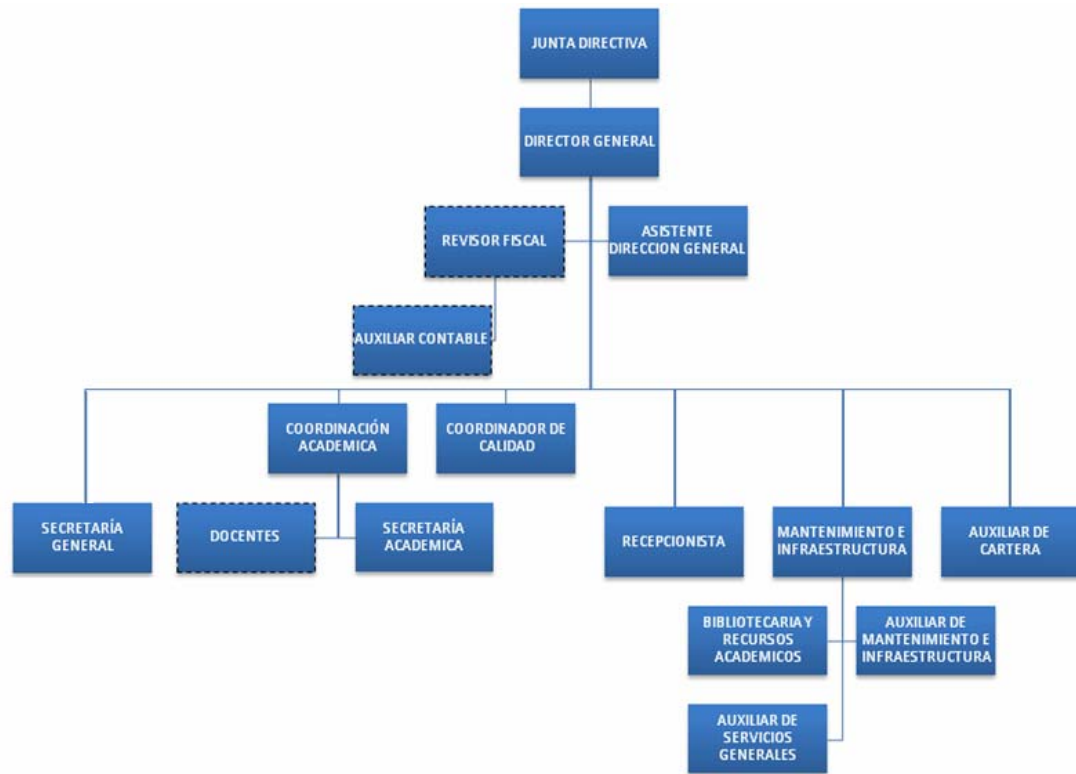 JUNTA DIRECTIVA
DIRECTOR GENERAL
REVISOR FISCAL
ASISTENTE
DIRECCION GENERAL
AUXILIAR CONTABLE
COORDINACIÓN
ACADEMICA
COORDINADOR DE
CALIDAD
SECRETARÍA
GENERAL
DOCENTES
SECRETARÍA
ACADEMICA
RECEPCIONISTA
MANTENIMIENTO E
INFRAESTRUCTURA
AUXILIAR DE
CARTERA
BIBLIOTECARIA Y
RECURSOS
ACADEMICOS
AUXILIAR DE
MANTENIMIENTO E
INFRAESTRUCTURA
AUXILIAR DE
SERVICIOS
GENERALES